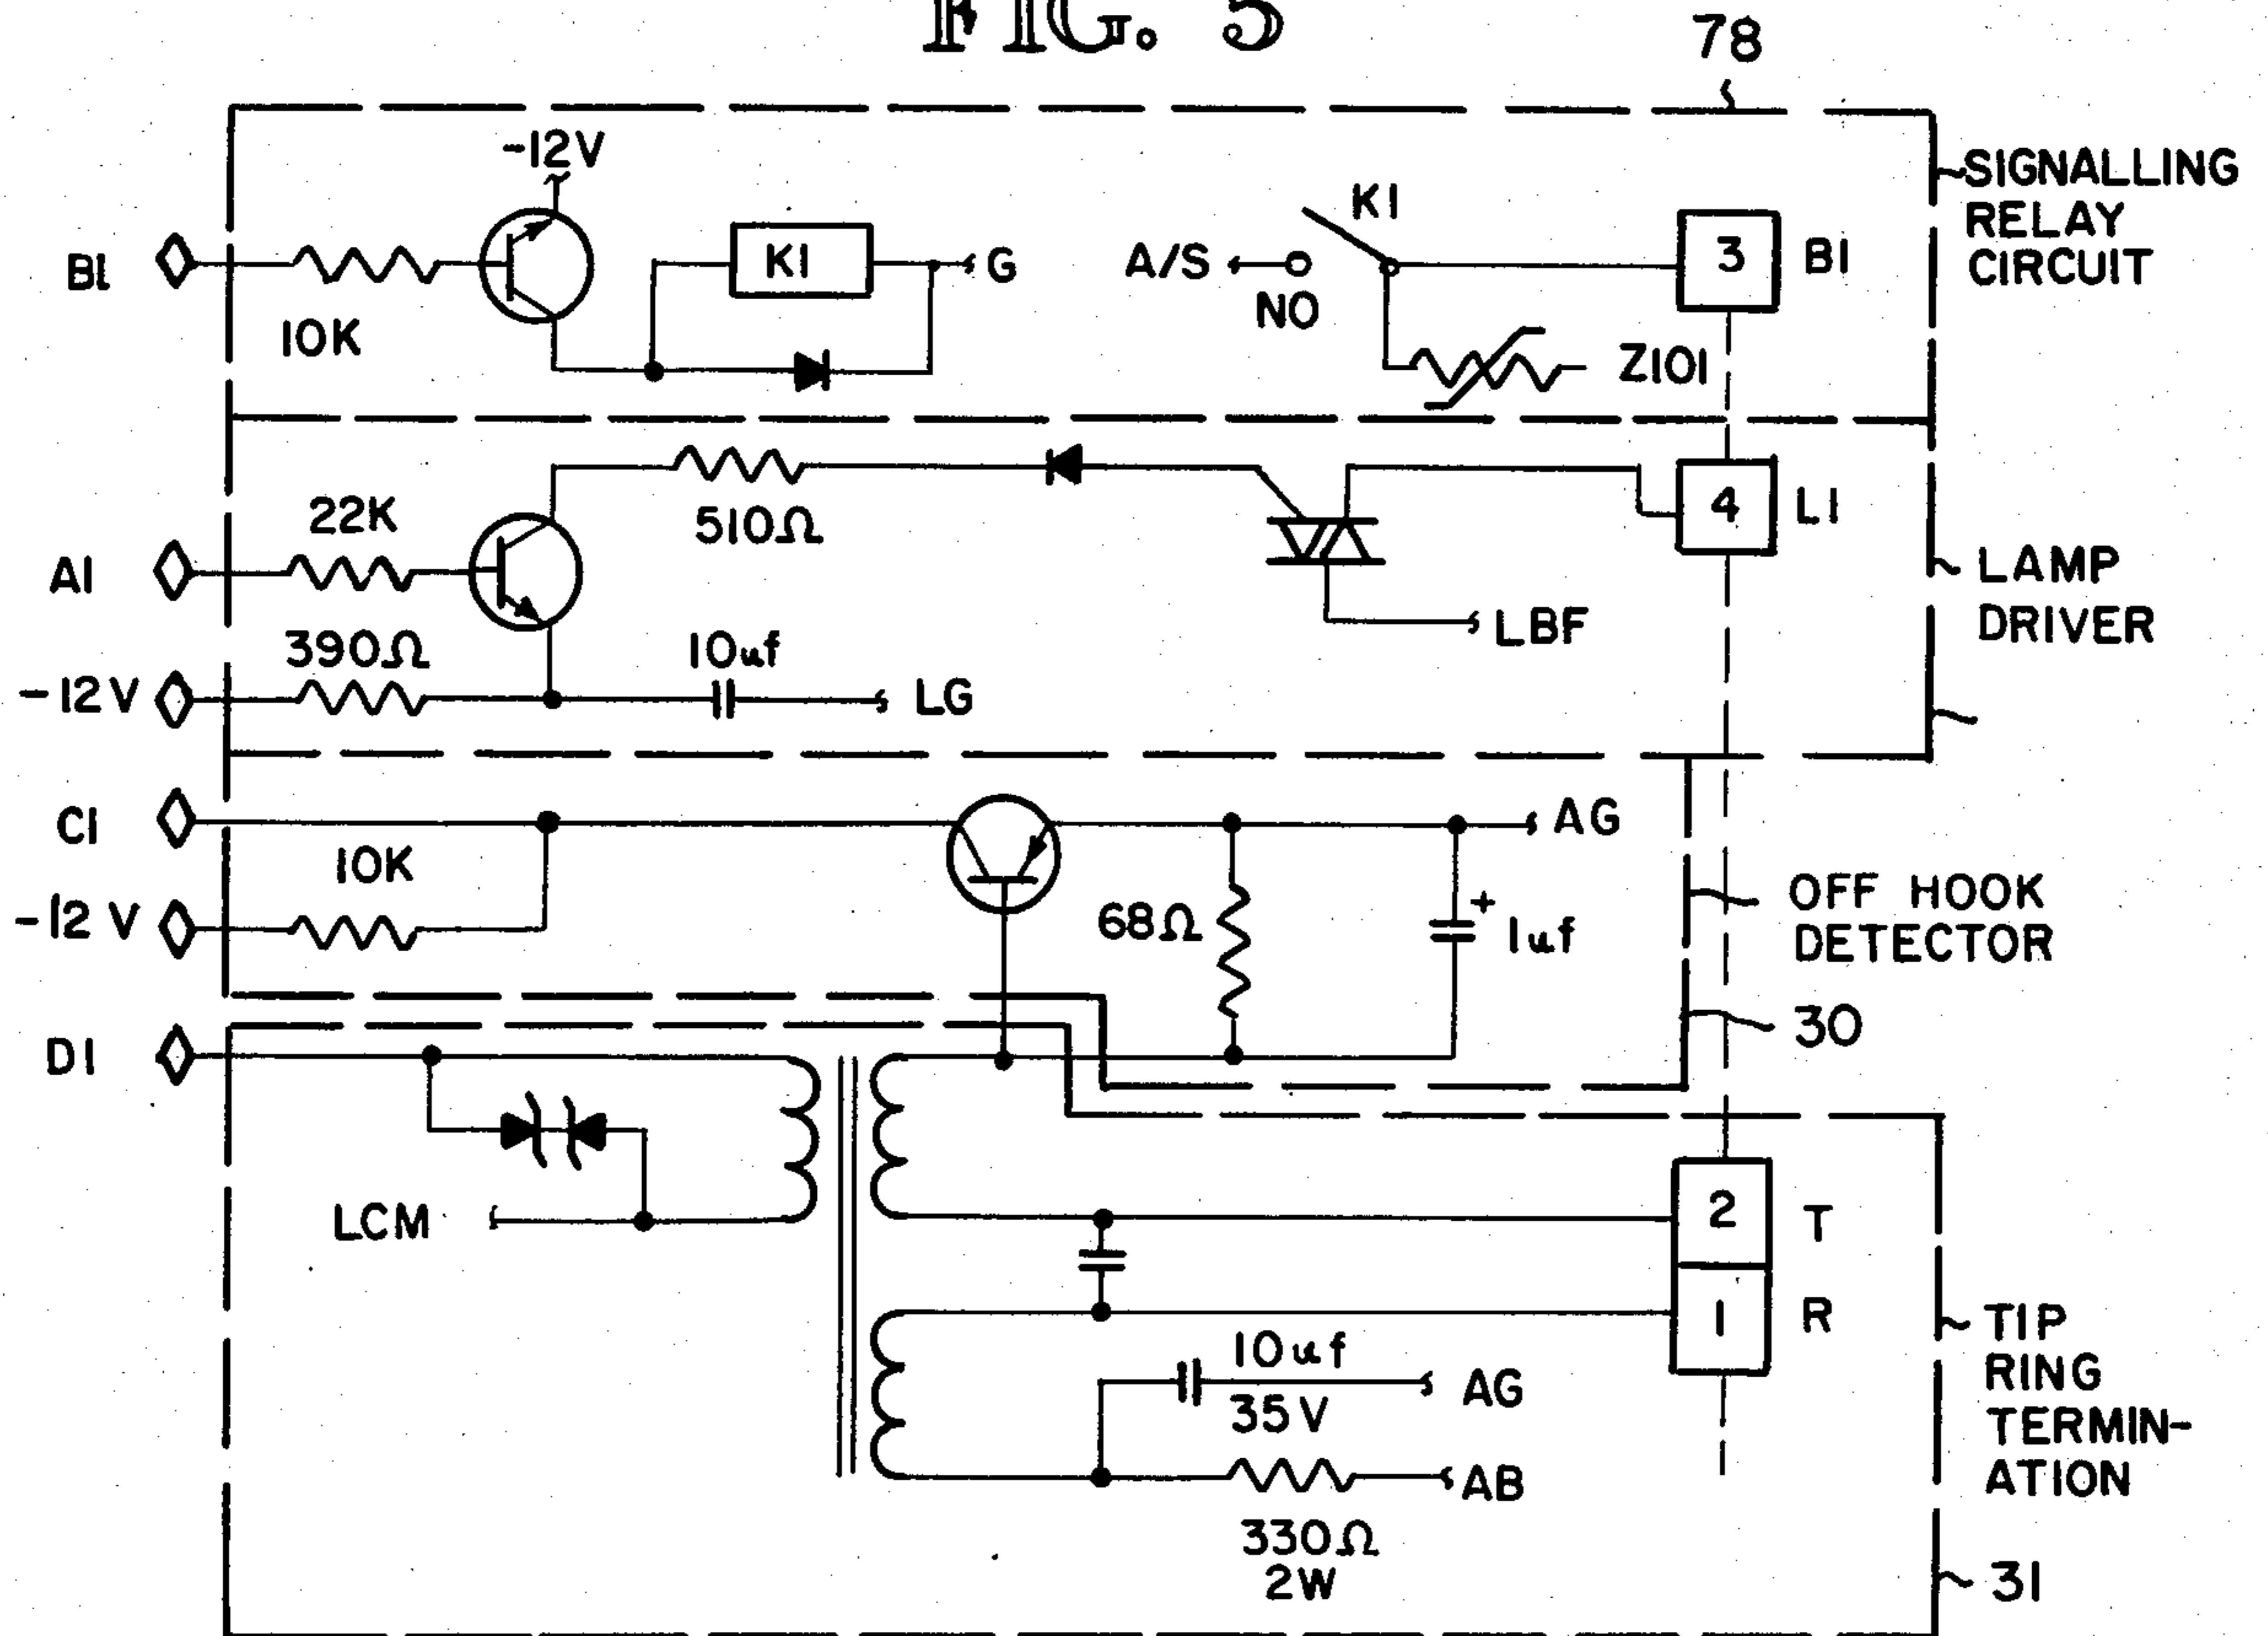 FIG. 5
78
-12V
SIGNALLING
RELAY
CIRCUIT
K1
B1
10K
K1
G
A/S
NO
3
B1
Z101
22K
510Ω
4
L1
A1
LAMP
DRIVER
390Ω
10uf
LBF
-12V
LG
C1
AG
10K
-12V
68Ω
+
1uf
OFF HOOK
DETECTOR
30
D1
LCM
2
T
1
R
10uf
AG
35V
AB
330Ω
2W
TIP
RING
TERMIN-
ATION
31